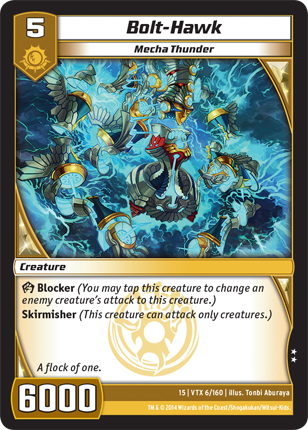 5
Bolt-Hawk
Mecha Thunder
Creature
Blocker (You may tap this creature to change an
enemy creature's attack to this creature.)
Skirmisher (This creature can attack only creatures.)
A flock of one.
6000
15 | VTX 6/160 | illus. Tonbi Aburaya
TM & © 2014 Wizards of the Coast/Shogakukan/Mitsui-Kids.